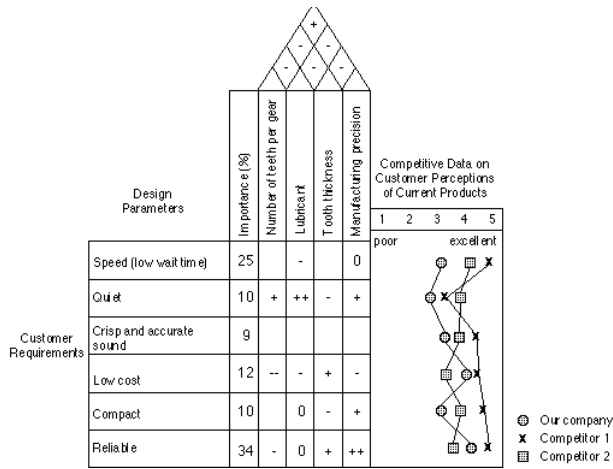 +
- -
- - -
Importance (%)
Number of teeth per gear
Lubricant
Tooth thickness
Manufacturing precision
Design
Parameters
Competitive Data on
Customer Perceptions
of Current Products
1 2 3 4 5
poor excellent
Customer
Requirements
Speed (low wait time) 25 - 0
Quiet 10 + ++ - +
Crisp and accurate
sound 9
Low cost 12 -- - + -
Compact 10 0 - +
Reliable 34 - 0 + ++
Our company
Competitor 1
Competitor 2